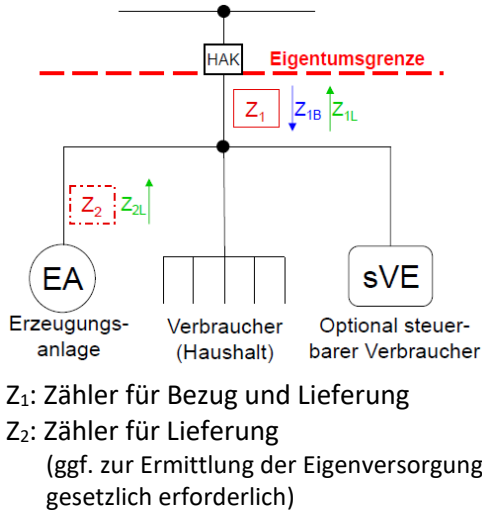 HAK
Eigentumsgrenze
Z₁ Z₁B Z₁L
Z₂ Z₂L
EA
sVE
Erzeugungs-
anlage
Verbraucher
(Haushalt)
Optional steuer-
barer Verbraucher
Z₁: Zähler für Bezug und Lieferung
Z₂: Zähler für Lieferung
(ggf. zur Ermittlung der Eigenversorgung
gesetzlich erforderlich)